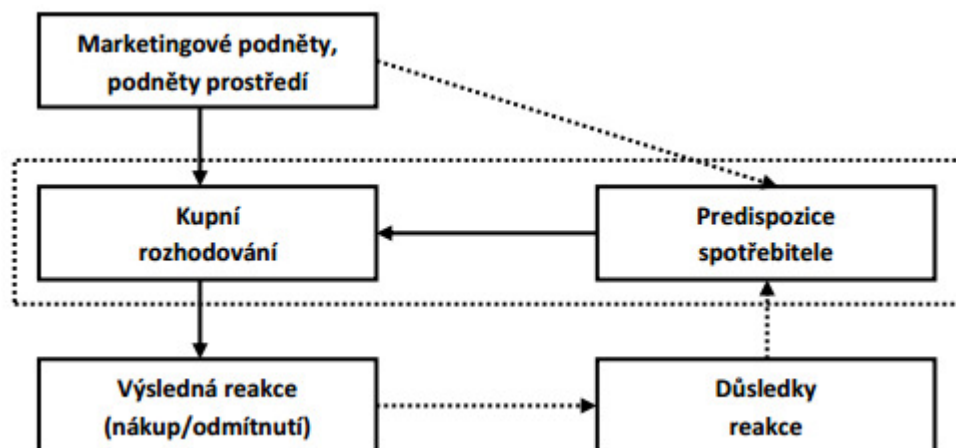 Marketingové podněty,
podněty prostředí
Kupní
rozhodování
Predispozice
spotřebitele
Výsledná reakce
(nákup/odmítnutí)
Důsledky
reakce